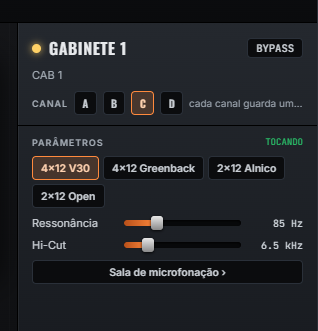 GABINETE 1 BYPASS
CAB 1
CANAL A B C D cada canal guarda um...
PARÂMETROS TOCANDO
4×12 V30 4×12 Greenback 2×12 Alnico
2×12 Open
Ressonância 85 Hz
Hi-Cut 6.5 kHz
Sala de microfonação ›